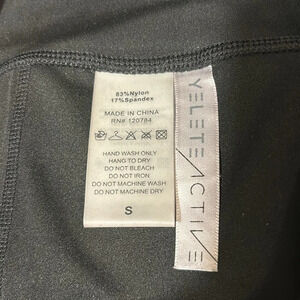 83%Nylon
17%Spandex
MADE IN CHINA
RN# 120784
HAND WASH ONLY
HANG TO DRY
DO NOT BLEACH
DO NOT IRON
DO NOT MACHINE WASH
DO NOT MACHINE DRY
S
YELETE ACTIVE